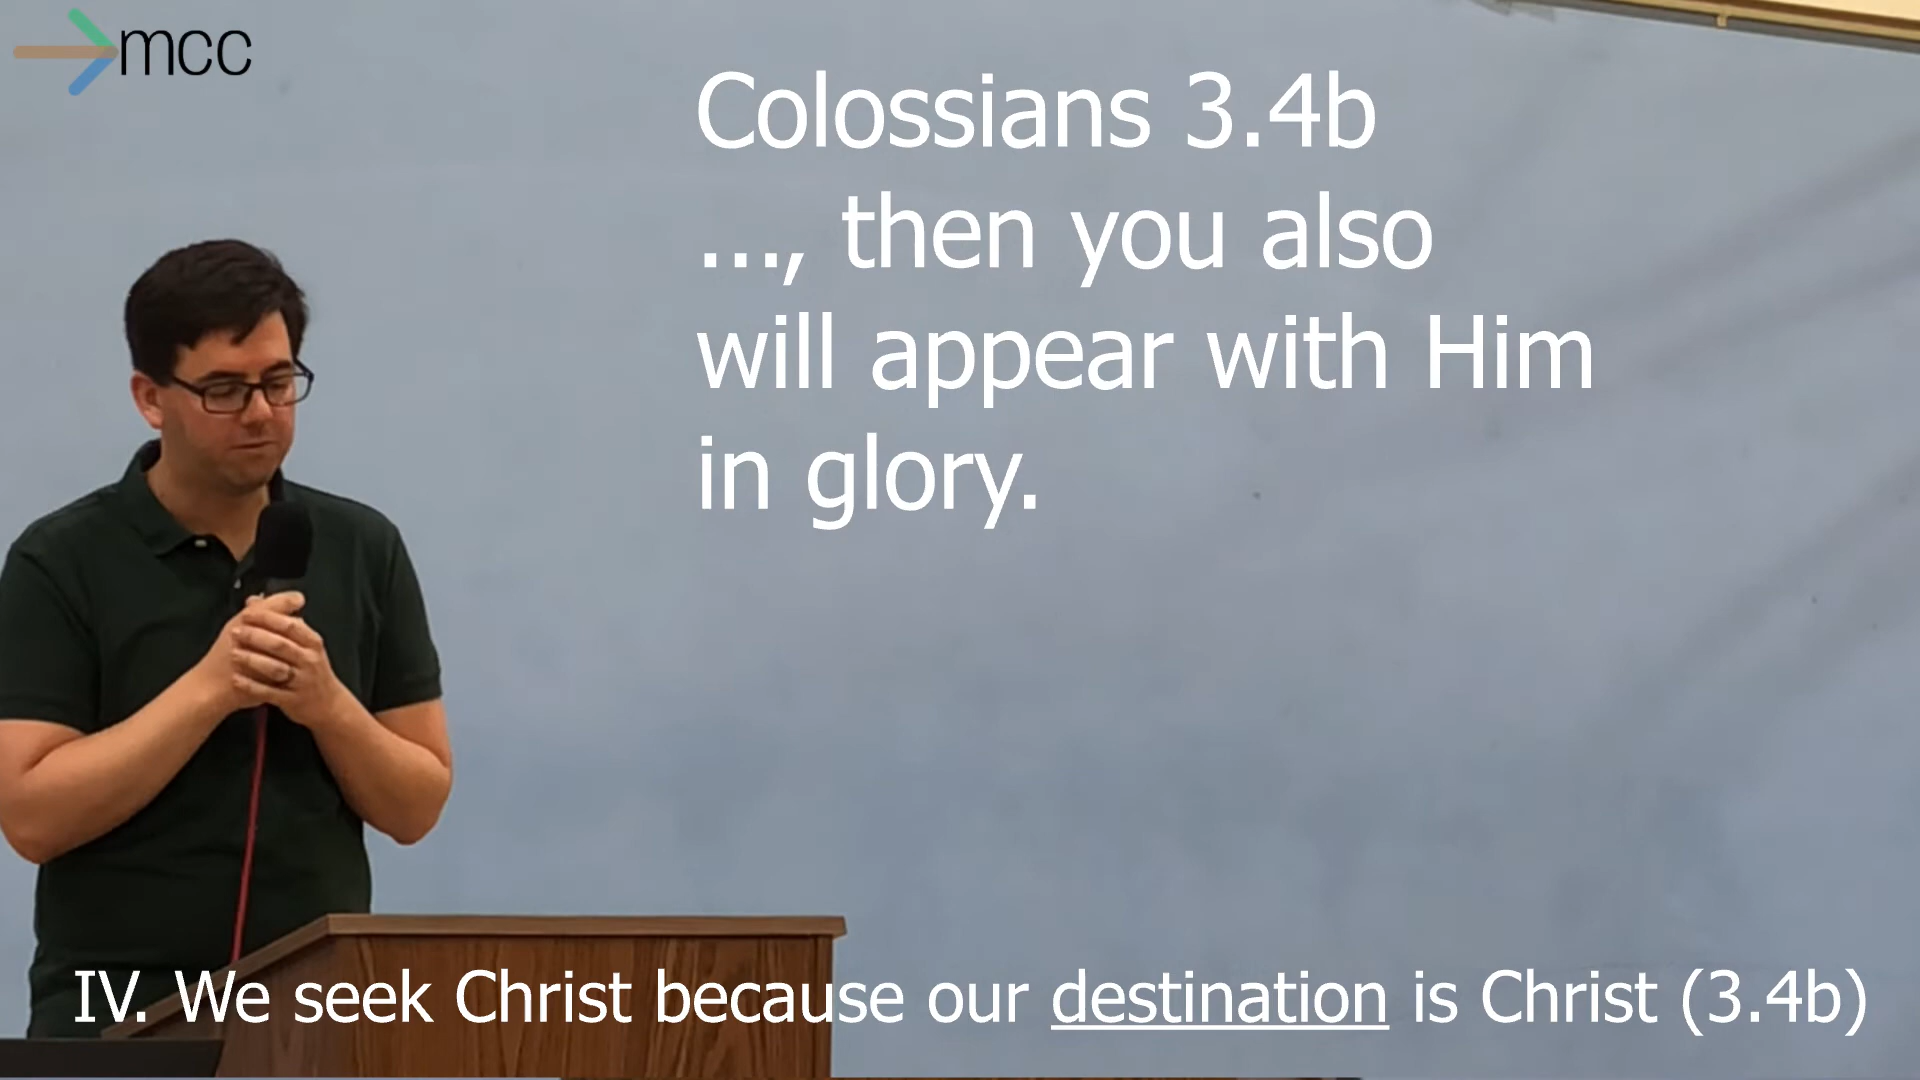 mcc
Colossians 3.4b
..., then you also
will appear with Him
in glory.
IV. We seek Christ because our destination is Christ (3.4b)